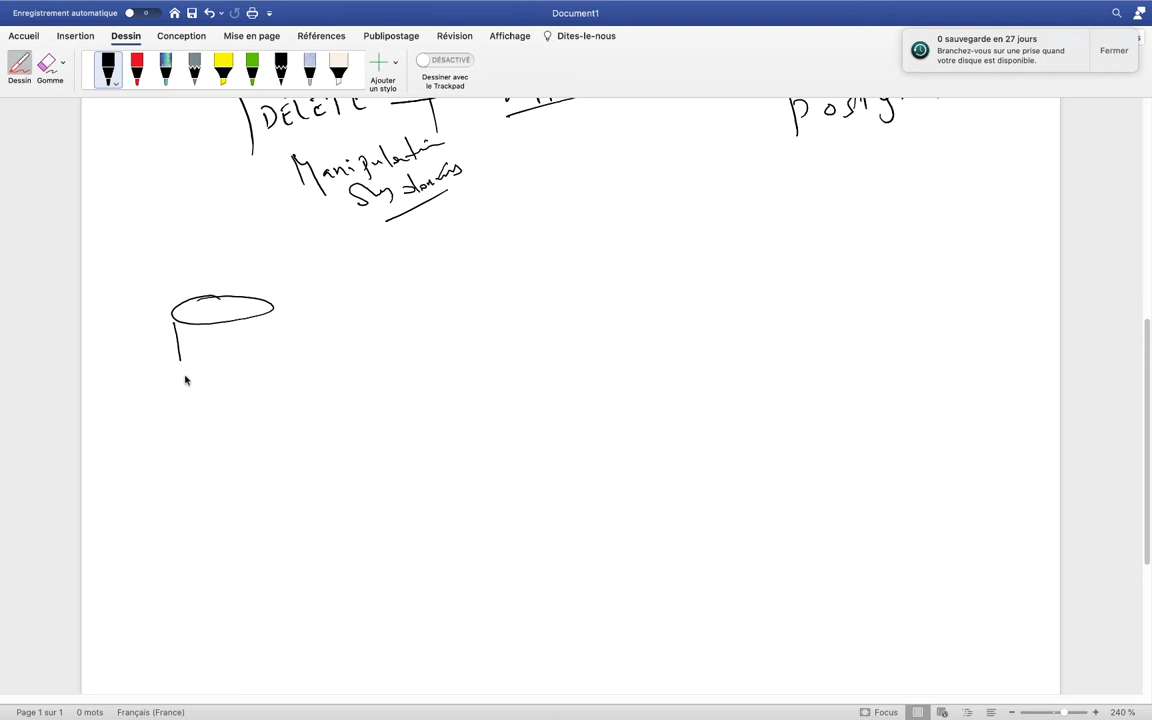 Enregistrement automatique
Document1
Accueil Insertion Dessin Conception Mise en page Références Publipostage Révision Affichage Dites-le-nous
0 sauvegarde en 27 jours
Branchez-vous sur une prise quand
votre disque est disponible.
Fermer
Dessin Gomme
Ajouter
un stylo
DÉSACTIVÉ
Dessiner avec
le Trackpad
DELETE
Manipulation
Page 1 sur 1 0 mots Français (France) Focus 240 %